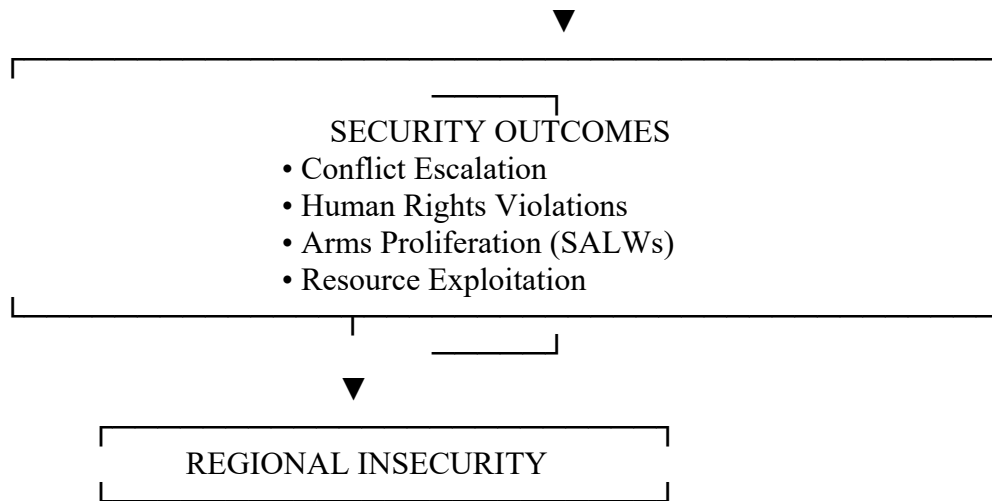 SECURITY OUTCOMES
• Conflict Escalation
• Human Rights Violations
• Arms Proliferation (SALWs)
• Resource Exploitation
REGIONAL INSECURITY